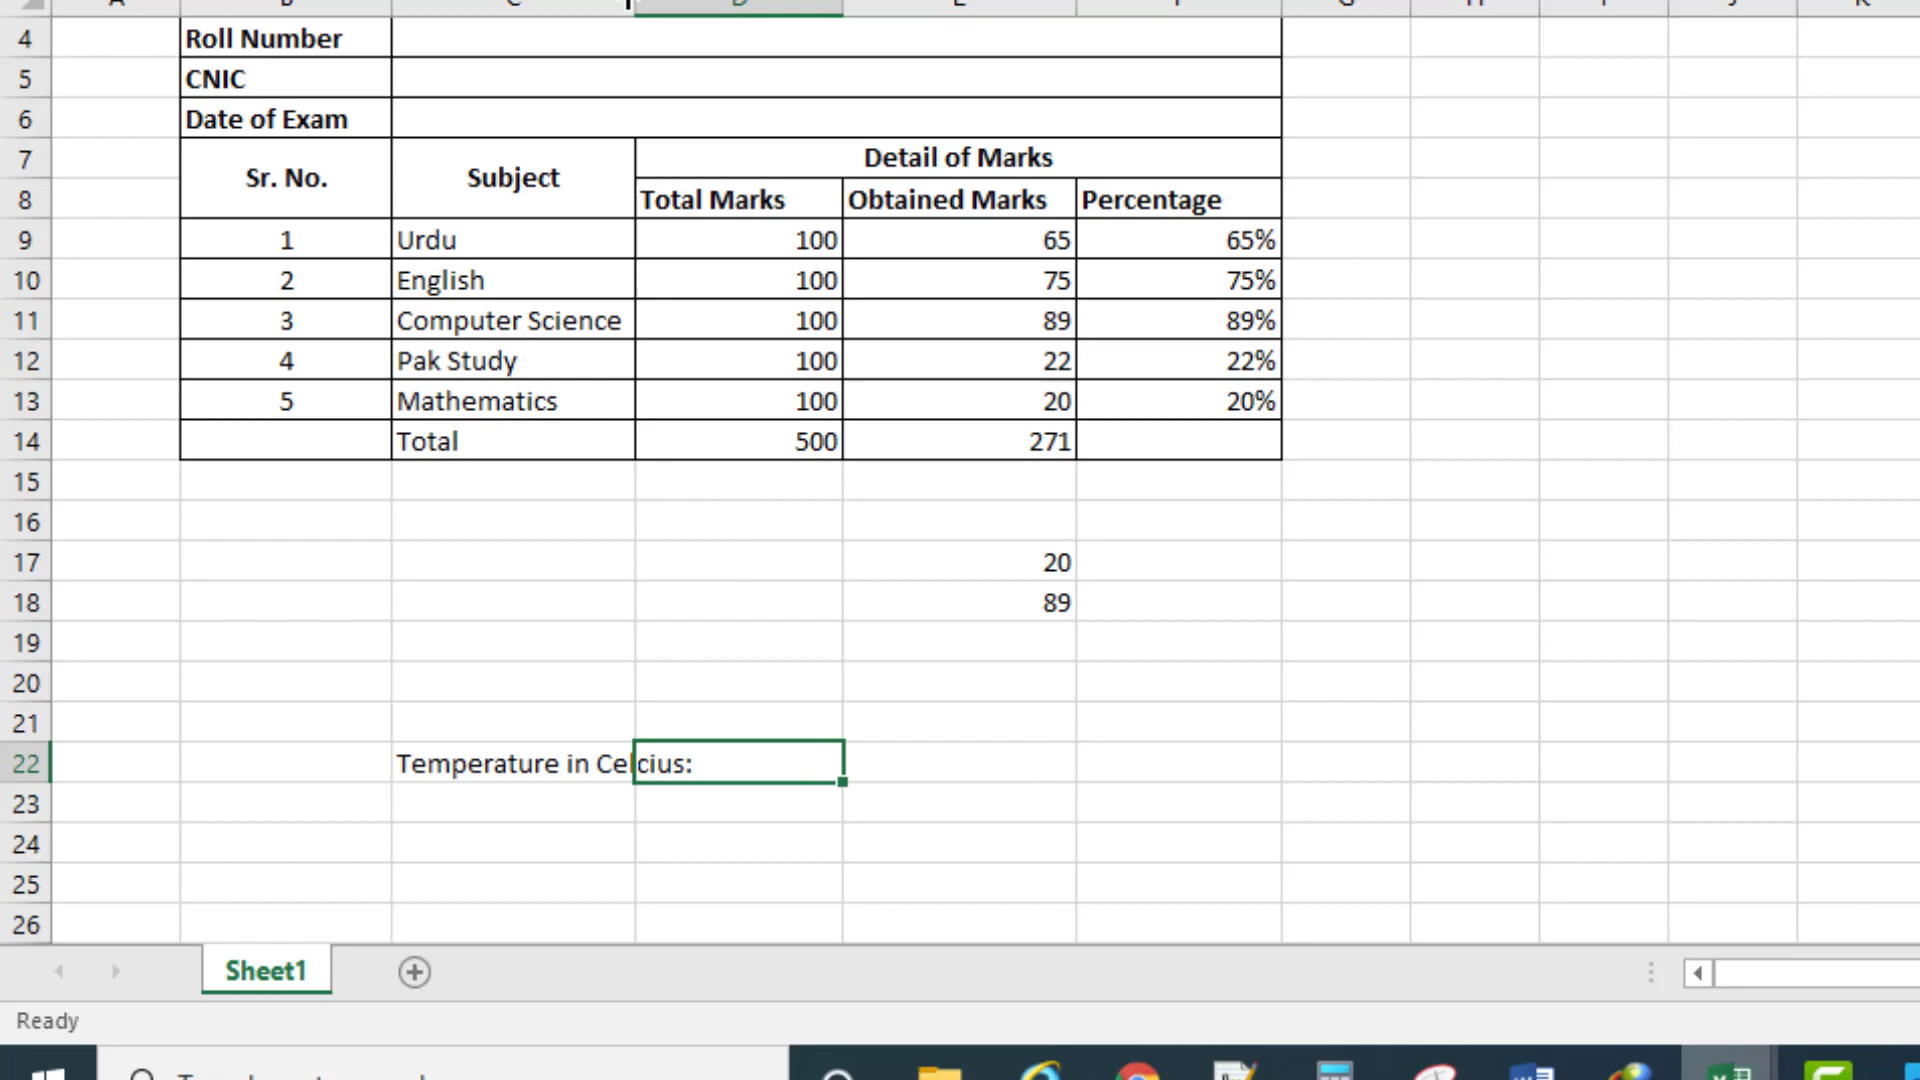 4 Roll Number
5 CNIC
6 Date of Exam
7 Sr. No. Subject Detail of Marks
8 Total Marks Obtained Marks Percentage
9 1 Urdu 100 65 65%
10 2 English 100 75 75%
11 3 Computer Science 100 89 89%
12 4 Pak Study 100 22 22%
13 5 Mathematics 100 20 20%
14 Total 500 271
15
16
17 20
18 89
19
20
21
22 Temperature in Celcius:
23
24
25
26
Sheet1
Ready